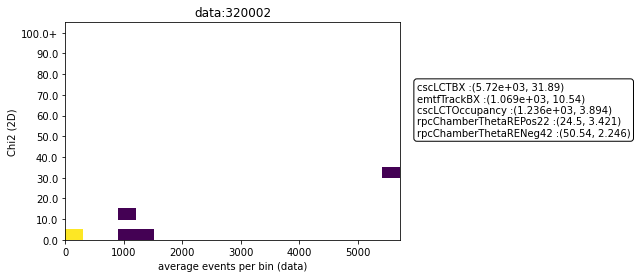 data:320002
100.0+
90.0
80.0
70.0
60.0
50.0
40.0
30.0
20.0
10.0
0.0
Chi2 (2D)
0 1000 2000 3000 4000 5000
average events per bin (data)
cscLCTBX :(5.72e+03, 31.89)
emtfTrackBX :(1.069e+03, 10.54)
cscLCTOccupancy :(1.236e+03, 3.894)
rpcChamberThetaREPos22 :(24.5, 3.421)
rpcChamberThetaRENeg42 :(50.54, 2.246)